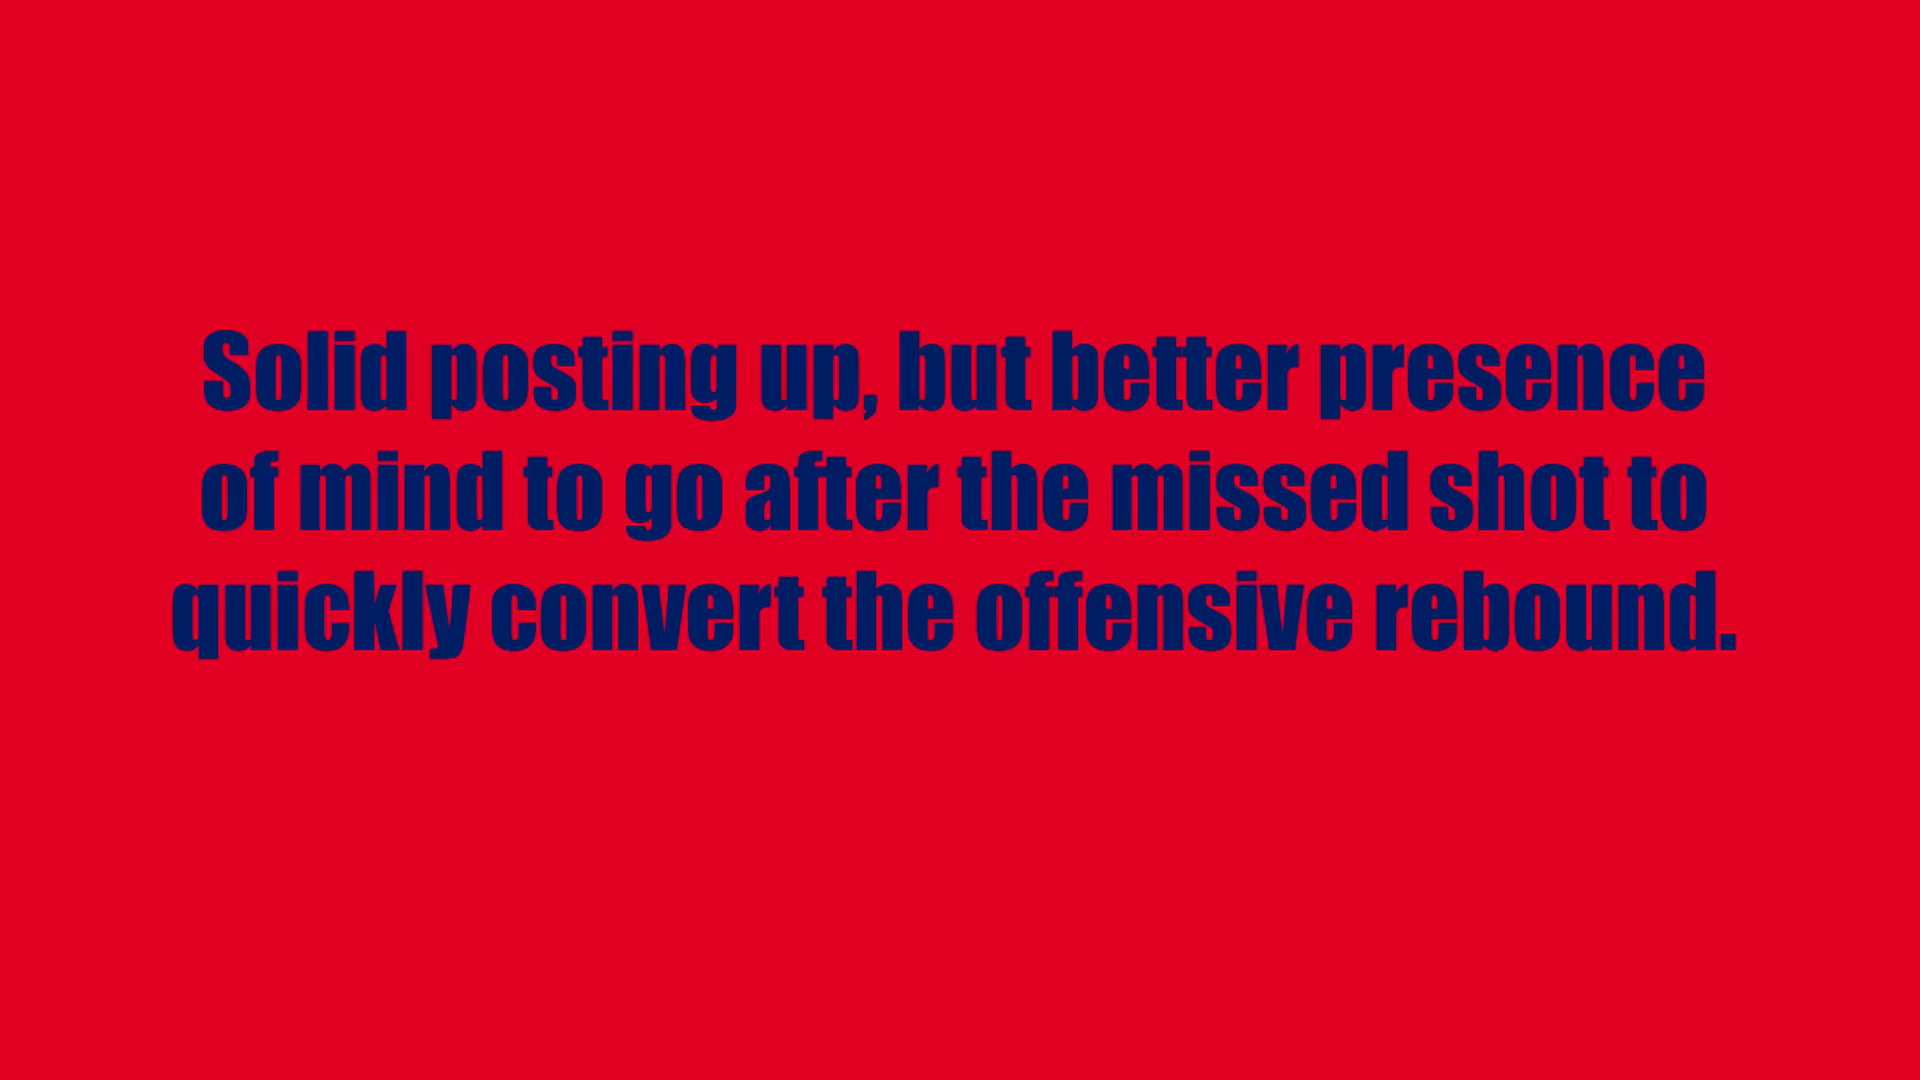 Solid posting up, but better presence
of mind to go after the missed shot to
quickly convert the offensive rebound.